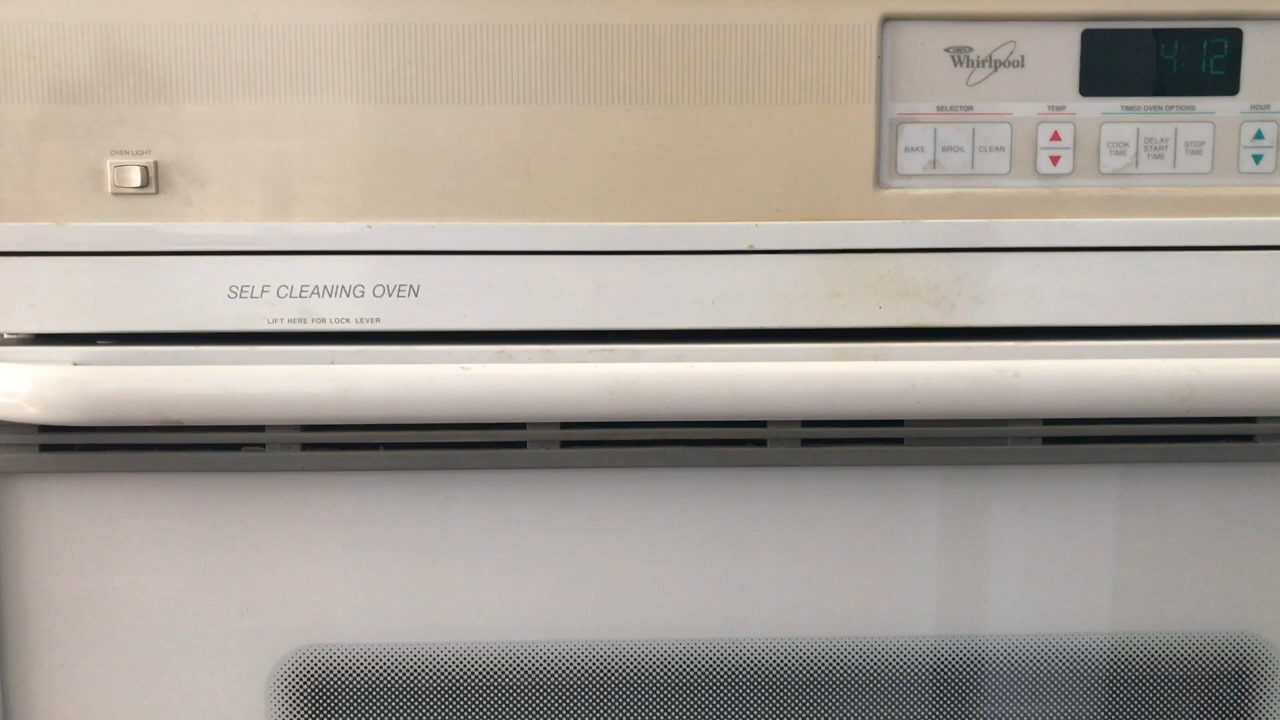 Whirlpool
4:12
SELECTOR
TEMP
TIMED OVEN OPTIONS
HOUR
BAKE
BROIL
CLEAN
COOK TIME
DELAY START TIME
STOP TIME
OVEN LIGHT
SELF CLEANING OVEN
LIFT HERE FOR LOCK LEVER